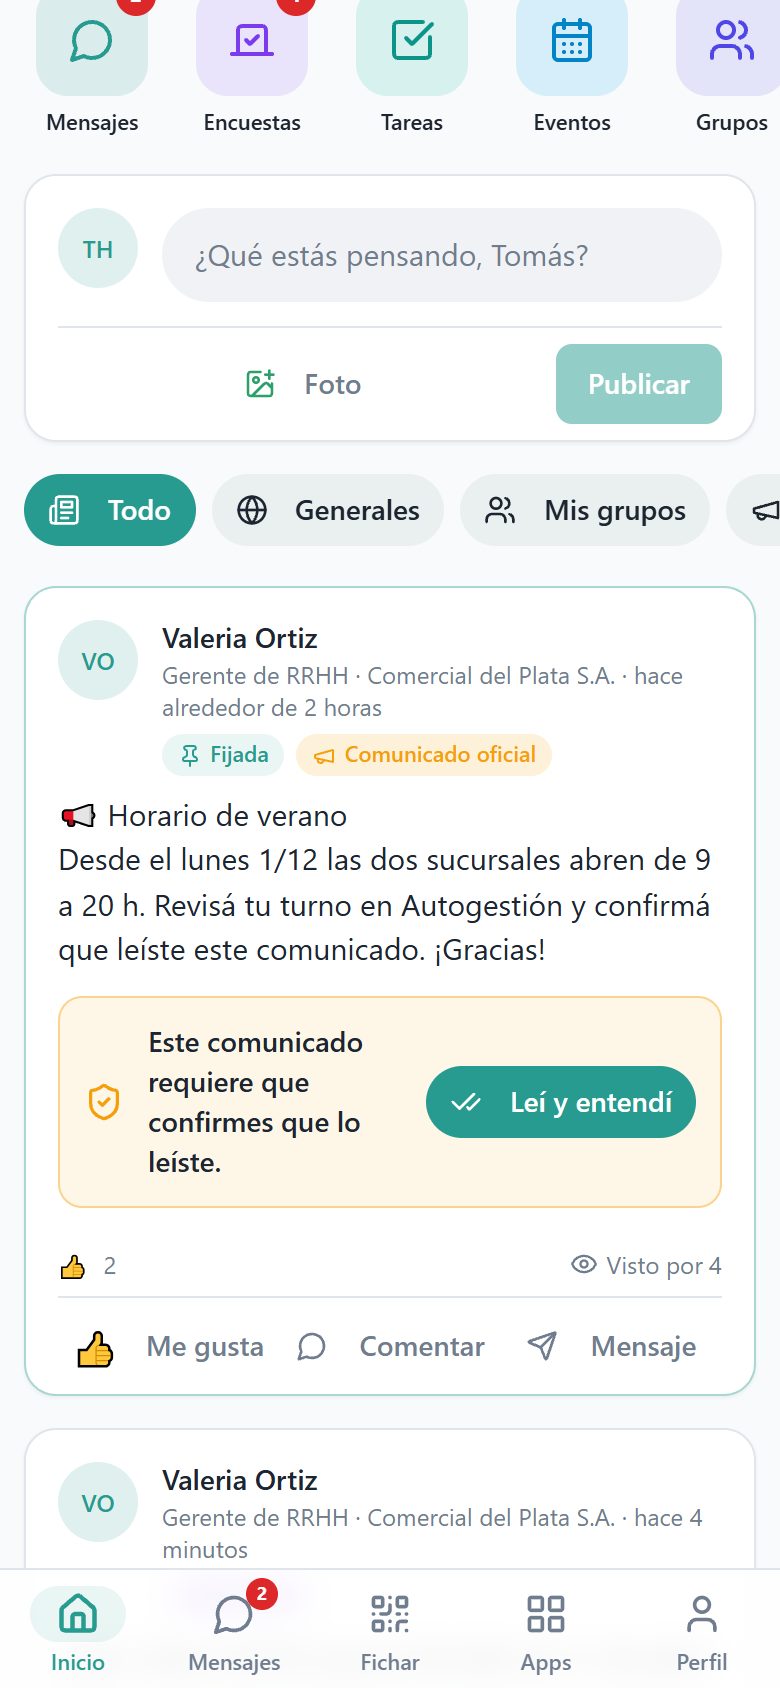 Mensajes
Encuestas
Tareas
Eventos
Grupos
TH
¿Qué estás pensando, Tomás?
Foto
Publicar
Todo
Generales
Mis grupos
VO
Valeria Ortiz
Gerente de RRHH · Comercial del Plata S.A. · hace
alrededor de 2 horas
Fijada
Comunicado oficial
Horario de verano
Desde el lunes 1/12 las dos sucursales abren de 9
a 20 h. Revisá tu turno en Autogestión y confirmá
que leíste este comunicado. ¡Gracias!
Este comunicado
requiere que
confirmes que lo
leíste.
Leí y entendí
2
Visto por 4
Me gusta
Comentar
Mensaje
VO
Valeria Ortiz
Gerente de RRHH · Comercial del Plata S.A. · hace 4
minutos
2
Inicio
Mensajes
Fichar
Apps
Perfil